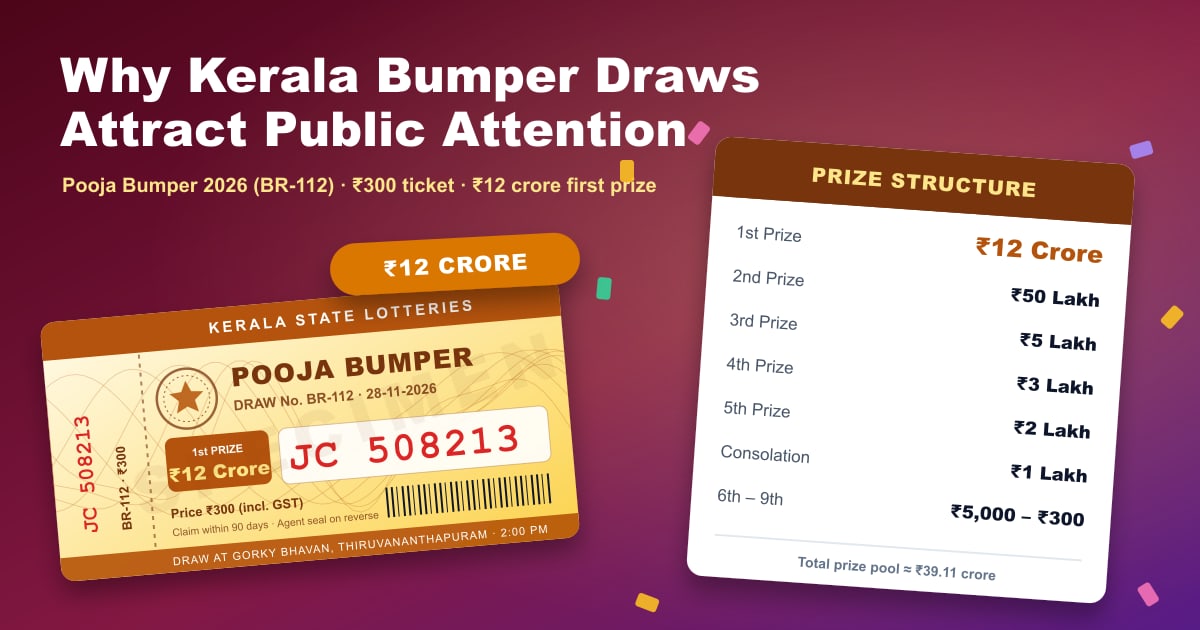 Why Kerala Bumper Draws
Attract Public Attention
Pooja Bumper 2026 (BR-112) · ₹300 ticket · ₹12 crore first prize
₹12 CRORE
KERALA STATE LOTTERIES
SPECIMEN
JC 508213
BR-112 · ₹300
POOJA BUMPER
DRAW No. BR-112 · 28-11-2026
1st PRIZE
₹12 Crore
JC 508213
Price ₹300 (incl. GST)
Claim within 90 days · Agent seal on reverse
DRAW AT GORKY BHAVAN, THIRUVANANTHAPURAM · 2:00 PM
PRIZE STRUCTURE
1st Prize ₹12 Crore
2nd Prize ₹50 Lakh
3rd Prize ₹5 Lakh
4th Prize ₹3 Lakh
5th Prize ₹2 Lakh
Consolation ₹1 Lakh
6th – 9th ₹5,000 – ₹300
Total prize pool ≈ ₹39.11 crore